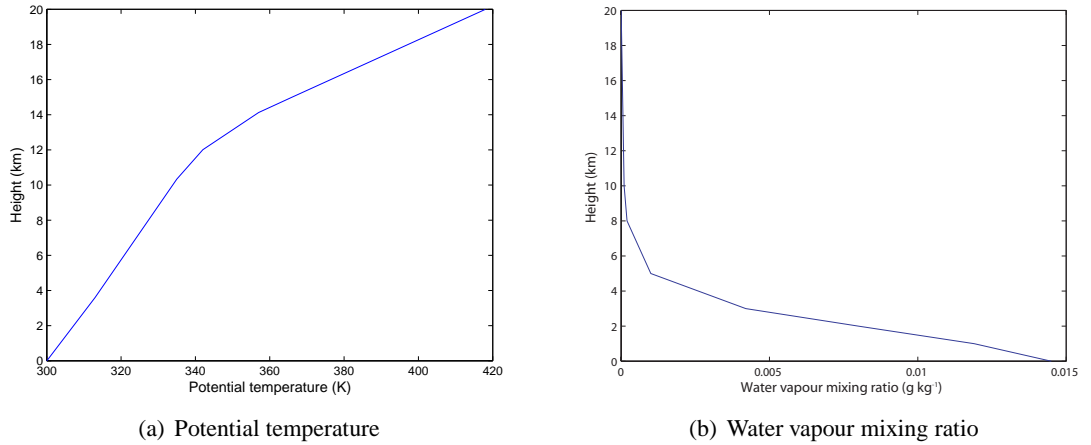 20
18
16
14
12
10
8
6
4
2
0
Height (km)
300 320 340 360 380 400 420
Potential temperature (K)
(a) Potential temperature
20
18
16
14
12
10
8
6
4
2
0
Height (km)
0 0.005 0.01 0.015
Water vapour mixing ratio (g kg⁻¹)
(b) Water vapour mixing ratio